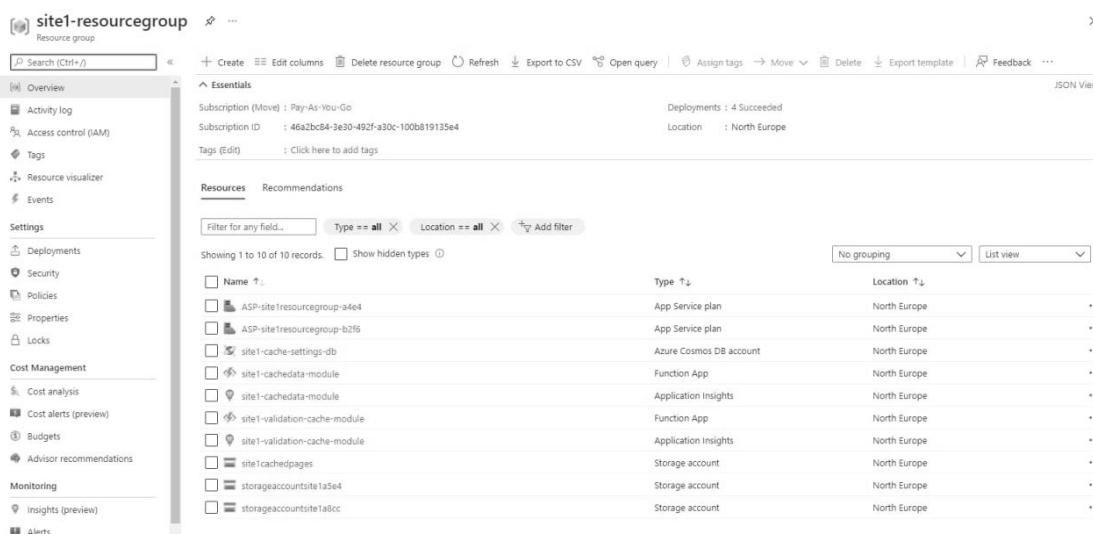 site1-resourcegroup
Resource group
Search (Ctrl+/)
Overview
Activity log
Access control (IAM)
Tags
Resource visualizer
Events
Settings
Deployments
Security
Policies
Properties
Locks
Cost Management
Cost analysis
Cost alerts (preview)
Budgets
Advisor recommendations
Monitoring
Insights (preview)
Alerts
Create Edit columns Delete resource group Refresh Export to CSV Open query Assign tags Move Delete Export template Feedback
Essentials JSON View
Subscription (Move) : Pay-As-You-Go Deployments : 4 Succeeded
Subscription ID : 46a2bc84-3e30-492f-a30c-100b819135e4 Location : North Europe
Tags (Edit) : Click here to add tags
Resources Recommendations
Filter for any field... Type == all Location == all Add filter
Showing 1 to 10 of 10 records. Show hidden types No grouping List view
Name Type Location
ASP-site1resourcegroup-a4e4 App Service plan North Europe
ASP-site1resourcegroup-b2f6 App Service plan North Europe
site1-cache-settings-db Azure Cosmos DB account North Europe
site1-cachedata-module Function App North Europe
site1-cachedata-module Application Insights North Europe
site1-validation-cache-module Function App North Europe
site1-validation-cache-module Application Insights North Europe
site1cachedpages Storage account North Europe
storageaccountsite1a5e4 Storage account North Europe
storageaccountsite1a8cc Storage account North Europe